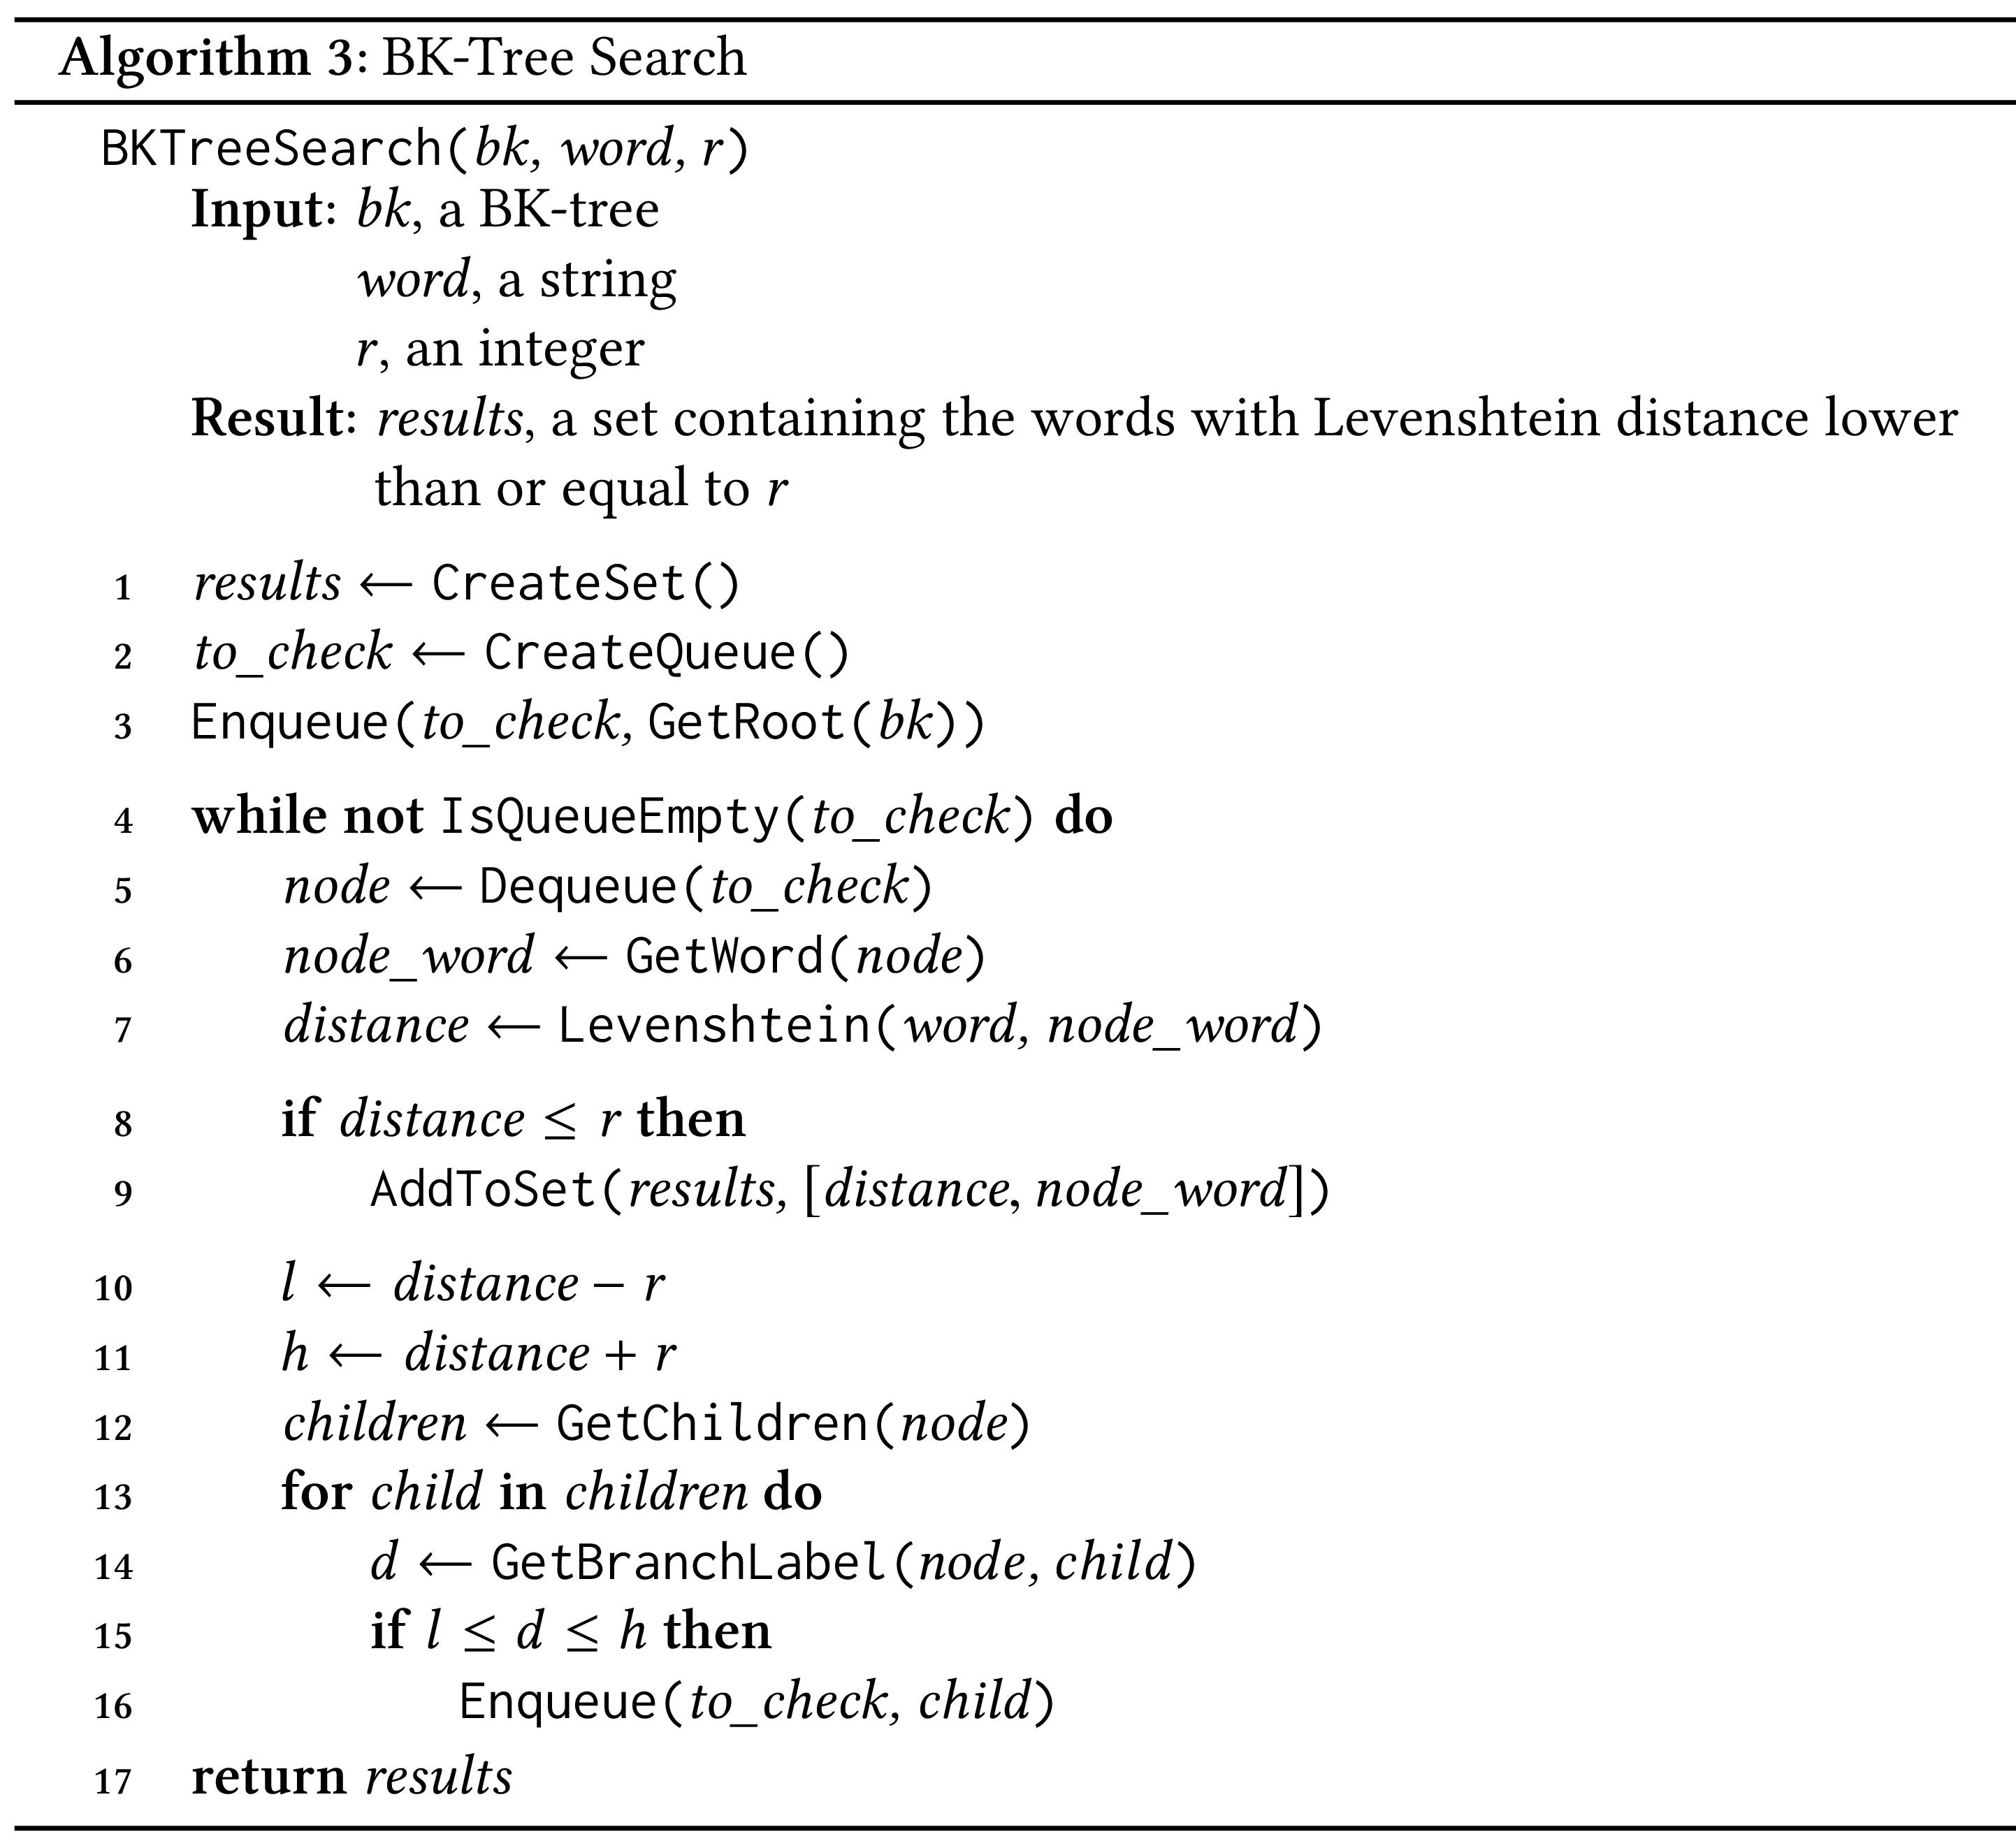 Algorithm 3: BK-Tree Search
BKTreeSearch(bk, word, r)
Input: bk, a BK-tree
word, a string
r, an integer
Result: results, a set containing the words with Levenshtein distance lower
than or equal to r
1 results ⟵ CreateSet()
2 to_check ⟵ CreateQueue()
3 Enqueue(to_check, GetRoot(bk))
4 while not IsQueueEmpty(to_check) do
5 node ⟵ Dequeue(to_check)
6 node_word ⟵ GetWord(node)
7 distance ⟵ Levenshtein(word, node_word)
8 if distance ≤ r then
9 AddToSet(results, [distance, node_word])
10 l ⟵ distance − r
11 h ⟵ distance + r
12 children ⟵ GetChildren(node)
13 for child in children do
14 d ⟵ GetBranchLabel(node, child)
15 if l ≤ d ≤ h then
16 Enqueue(to_check, child)
17 return results